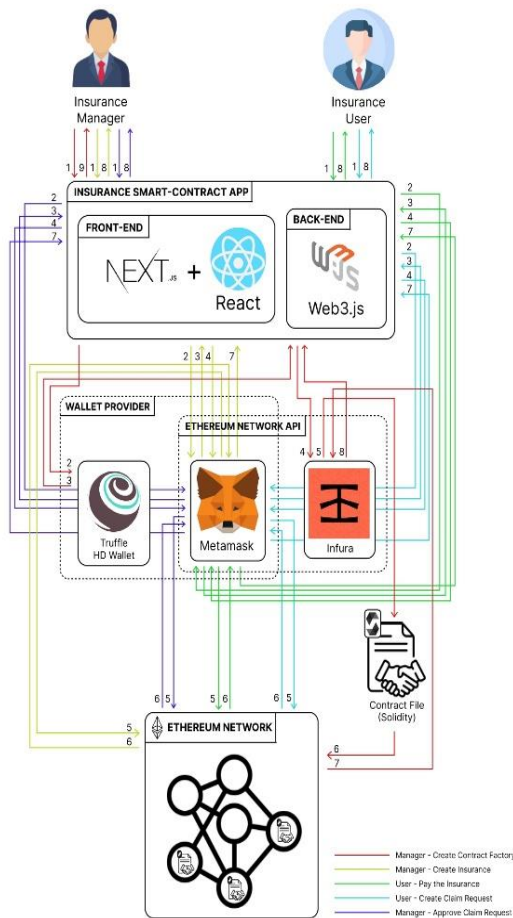 Insurance
Manager
Insurance
User
1 9 1 8 1 8
1 8 1 8
INSURANCE SMART-CONTRACT APP
FRONT-END
BACK-END
NEXT.JS + React
Web3.js
2
3
4
7
2
3
4
7
2
3
4
7
2 3 4 7
WALLET PROVIDER
ETHEREUM NETWORK API
4 5 8
2
3
Truffle
HD Wallet
Metamask
Infura
Contract File
(Solidity)
6 5
5 6
6 5
5
6
6
7
ETHEREUM NETWORK
Manager - Create Contract Factory
Manager - Create Insurance
User - Pay the Insurance
User - Create Claim Request
Manager - Approve Claim Request